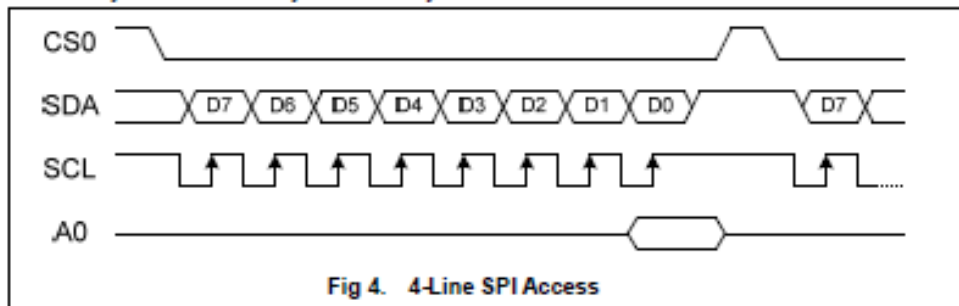 CS0
SDA D7 D6 D5 D4 D3 D2 D1 D0 D7
SCL
A0
Fig 4. 4-Line SPI Access